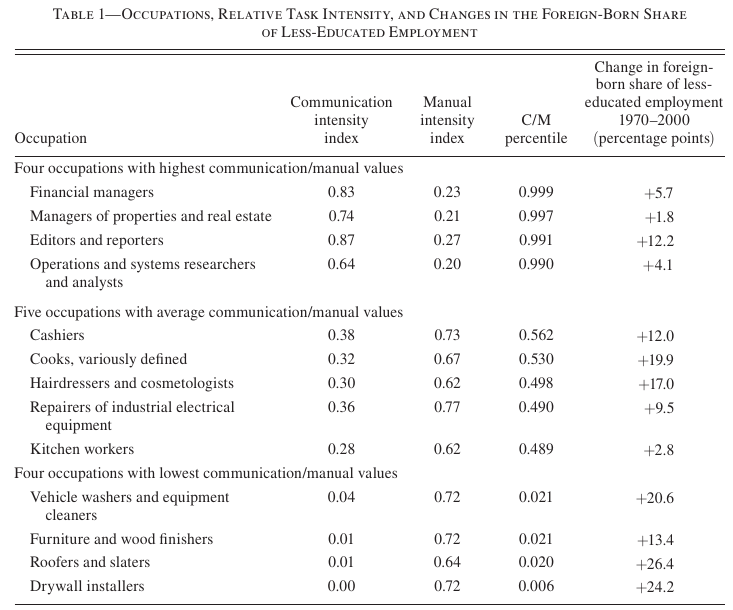 TABLE 1—OCCUPATIONS, RELATIVE TASK INTENSITY, AND CHANGES IN THE FOREIGN-BORN SHARE
OF LESS-EDUCATED EMPLOYMENT
Occupation Communication intensity index Manual intensity index C/M percentile Change in foreign-born share of less-educated employment 1970–2000 (percentage points)
Four occupations with highest communication/manual values
Financial managers 0.83 0.23 0.999 +5.7
Managers of properties and real estate 0.74 0.21 0.997 +1.8
Editors and reporters 0.87 0.27 0.991 +12.2
Operations and systems researchers 0.64 0.20 0.990 +4.1
and analysts
Five occupations with average communication/manual values
Cashiers 0.38 0.73 0.562 +12.0
Cooks, variously defined 0.32 0.67 0.530 +19.9
Hairdressers and cosmetologists 0.30 0.62 0.498 +17.0
Repairers of industrial electrical 0.36 0.77 0.490 +9.5
equipment
Kitchen workers 0.28 0.62 0.489 +2.8
Four occupations with lowest communication/manual values
Vehicle washers and equipment 0.04 0.72 0.021 +20.6
cleaners
Furniture and wood finishers 0.01 0.72 0.021 +13.4
Roofers and slaters 0.01 0.64 0.020 +26.4
Drywall installers 0.00 0.72 0.006 +24.2